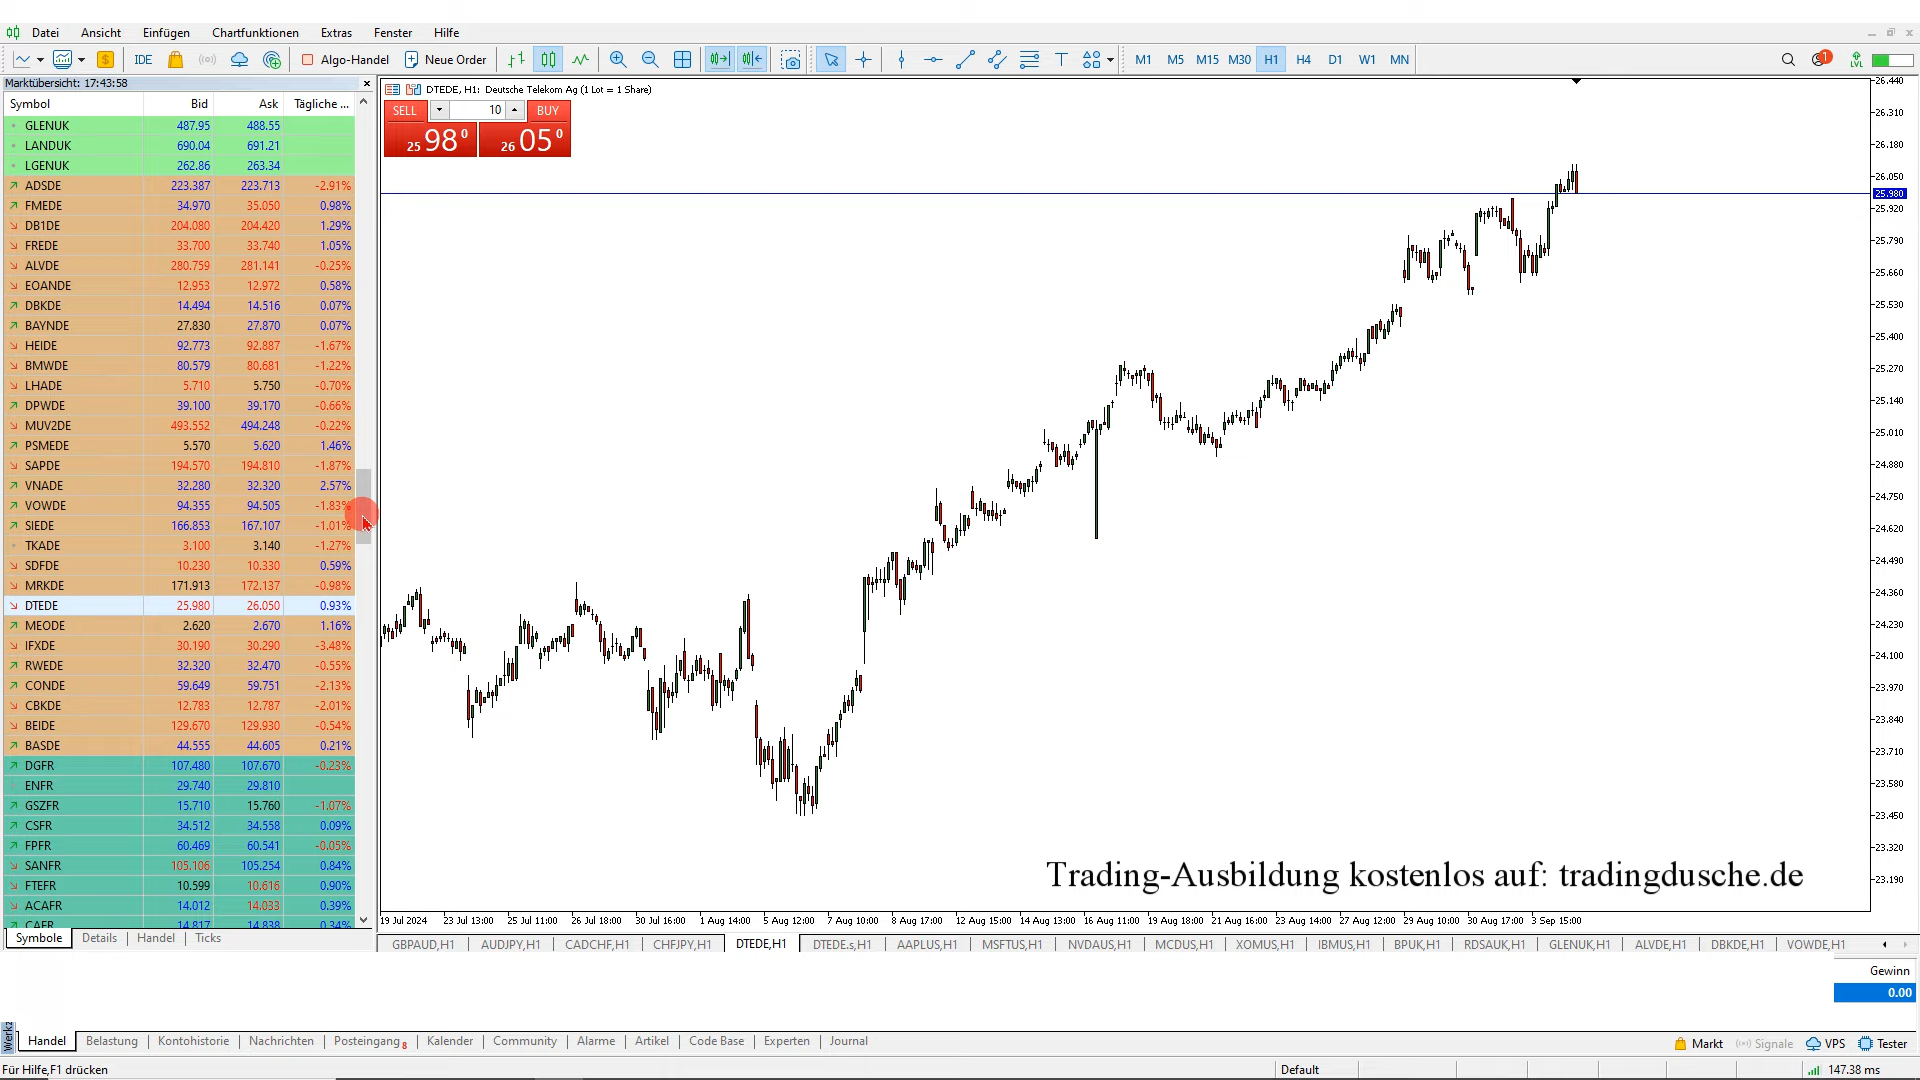 Datei Ansicht Einfügen Chartfunktionen Extras Fenster Hilfe
IDE Algo-Handel Neue Order T M1 M5 M15 M30 H1 H4 D1 W1 MN 1 LVL
Marktübersicht: 17:43:58
Symbol Bid Ask Tägliche ...
GLENUK 487.95 488.55
LANDUK 690.04 691.21
LGENUK 262.86 263.34
ADSDE 223.387 223.713 -2.91%
FMEDE 34.970 35.050 0.98%
DB1DE 204.080 204.420 1.29%
FREDE 33.700 33.740 1.05%
ALVDE 280.759 281.141 -0.25%
EOANDE 12.953 12.972 0.58%
DBKDE 14.494 14.516 0.07%
BAYNDE 27.830 27.870 0.07%
HEIDE 92.773 92.887 -1.67%
BMWDE 80.579 80.681 -1.22%
LHADE 5.710 5.750 -0.70%
DPWDE 39.100 39.170 -0.66%
MUV2DE 493.552 494.248 -0.22%
PSMEDE 5.570 5.620 1.46%
SAPDE 194.570 194.810 -1.87%
VNADE 32.280 32.320 2.57%
VOWDE 94.355 94.505 -1.83%
SIEDE 166.853 167.107 -1.01%
TKADE 3.100 3.140 -1.27%
SDFDE 10.230 10.330 0.59%
MRKDE 171.913 172.137 -0.98%
DTEDE 25.980 26.050 0.93%
MEODE 2.620 2.670 1.16%
IFXDE 30.190 30.290 -3.48%
RWEDE 32.320 32.470 -0.55%
CONDE 59.649 59.751 -2.13%
CBKDE 12.783 12.787 -2.01%
BEIDE 129.670 129.930 -0.54%
BASDE 44.555 44.605 0.21%
DGFR 107.480 107.670 -0.23%
ENFR 29.740 29.810
GSZFR 15.710 15.760 -1.07%
CSFR 34.512 34.558 0.09%
FPFR 60.469 60.541 -0.05%
SANFR 105.106 105.254 0.84%
FTEFR 10.599 10.616 0.90%
ACAFR 14.012 14.033 0.39%
CAFR 14.817 14.838 0.34%
Symbole Details Handel Ticks
DTEDE, H1: Deutsche Telekom Ag (1 Lot = 1 Share)
SELL 10 BUY
25 98 0 26 05 0
26.440
26.310
26.180
26.050
25.980
25.920
25.790
25.660
25.530
25.400
25.270
25.140
25.010
24.880
24.750
24.620
24.490
24.360
24.230
24.100
23.970
23.840
23.710
23.580
23.450
23.320
23.190
Trading-Ausbildung kostenlos auf: tradingdusche.de
19 Jul 2024 23 Jul 13:00 25 Jul 11:00 26 Jul 18:00 30 Jul 16:00 1 Aug 14:00 5 Aug 12:00 7 Aug 10:00 8 Aug 17:00 12 Aug 15:00 14 Aug 13:00 16 Aug 11:00 19 Aug 18:00 21 Aug 16:00 23 Aug 14:00 27 Aug 12:00 29 Aug 10:00 30 Aug 17:00 3 Sep 15:00
GBPAUD,H1 AUDJPY,H1 CADCHF,H1 CHFJPY,H1 DTEDE,H1 DTEDE.s,H1 AAPLUS,H1 MSFTUS,H1 NVDAUS,H1 MCDUS,H1 XOMUS,H1 IBMUS,H1 BPUK,H1 RDSAUK,H1 GLENUK,H1 ALVDE,H1 DBKDE,H1 VOWDE,H1
Gewinn
0.00
Werkz
Handel Belastung Kontohistorie Nachrichten Posteingang 8 Kalender Community Alarme Artikel Code Base Experten Journal Markt Signale VPS Tester
Für Hilfe,F1 drücken Default 147.38 ms